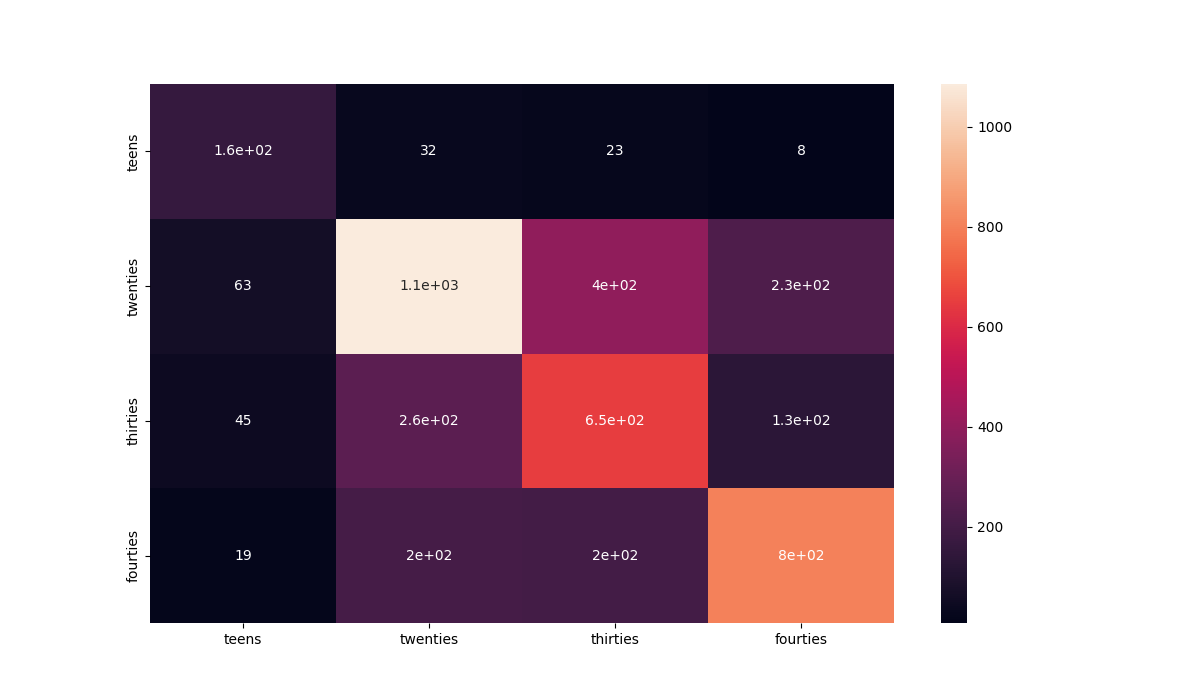 teens 1.6e+02 32 23 8
twenties 63 1.1e+03 4e+02 2.3e+02
thirties 45 2.6e+02 6.5e+02 1.3e+02
fourties 19 2e+02 2e+02 8e+02
teens twenties thirties fourties
1000
800
600
400
200